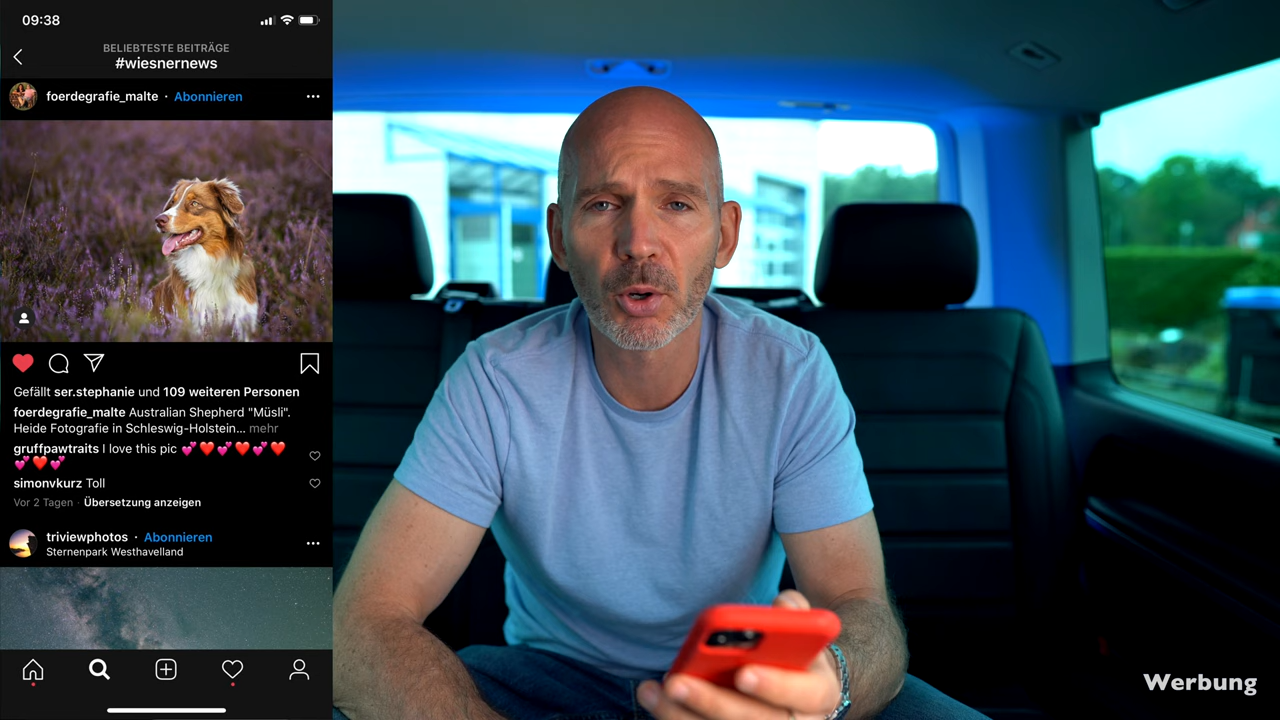 09:38
BELIEBTESTE BEITRÄGE
#wiesnernews
foerdegrafie_malte · Abonnieren
Gefällt ser.stephanie und 109 weiteren Personen
foerdegrafie_malte Australian Shepherd "Müsli".
Heide Fotografie in Schleswig-Holstein... mehr
gruffpawtraits I love this pic 💕❤️💕❤️💕❤️
💕❤️💕
simonvkurz Toll
Vor 2 Tagen · Übersetzung anzeigen
triviewphotos · Abonnieren
Sternenpark Westhavelland
Werbung